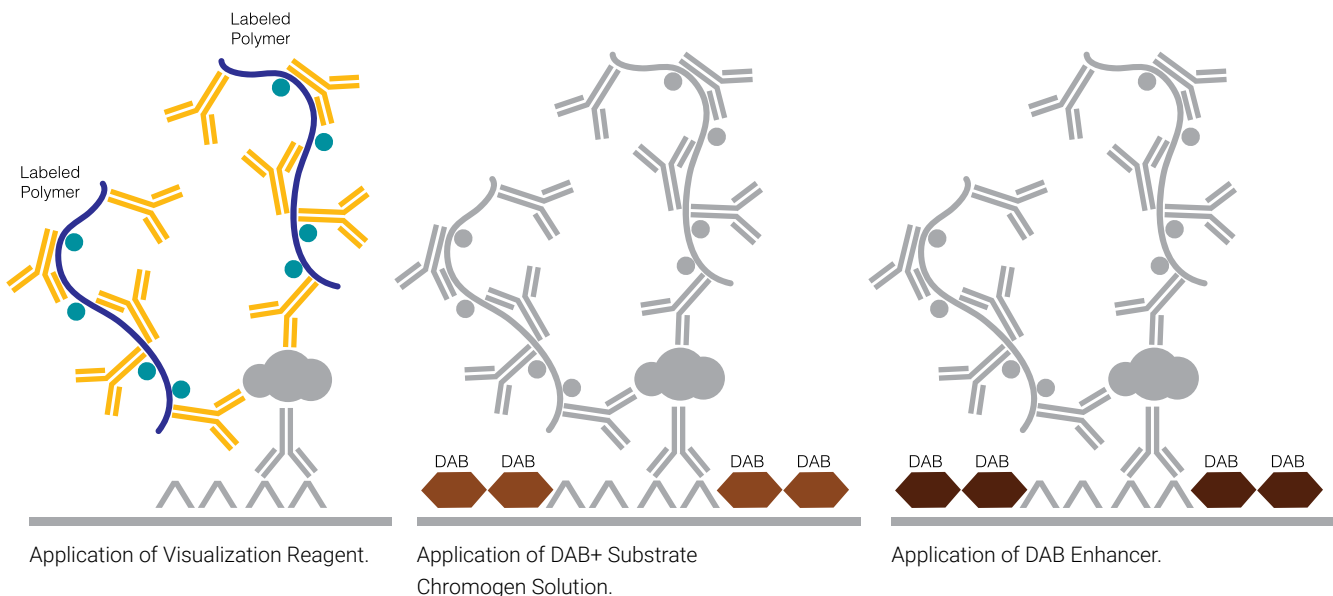 Labeled
Polymer
Labeled
Polymer
DAB DAB DAB DAB
DAB DAB DAB DAB
Application of Visualization Reagent.
Application of DAB+ Substrate
Chromogen Solution.
Application of DAB Enhancer.